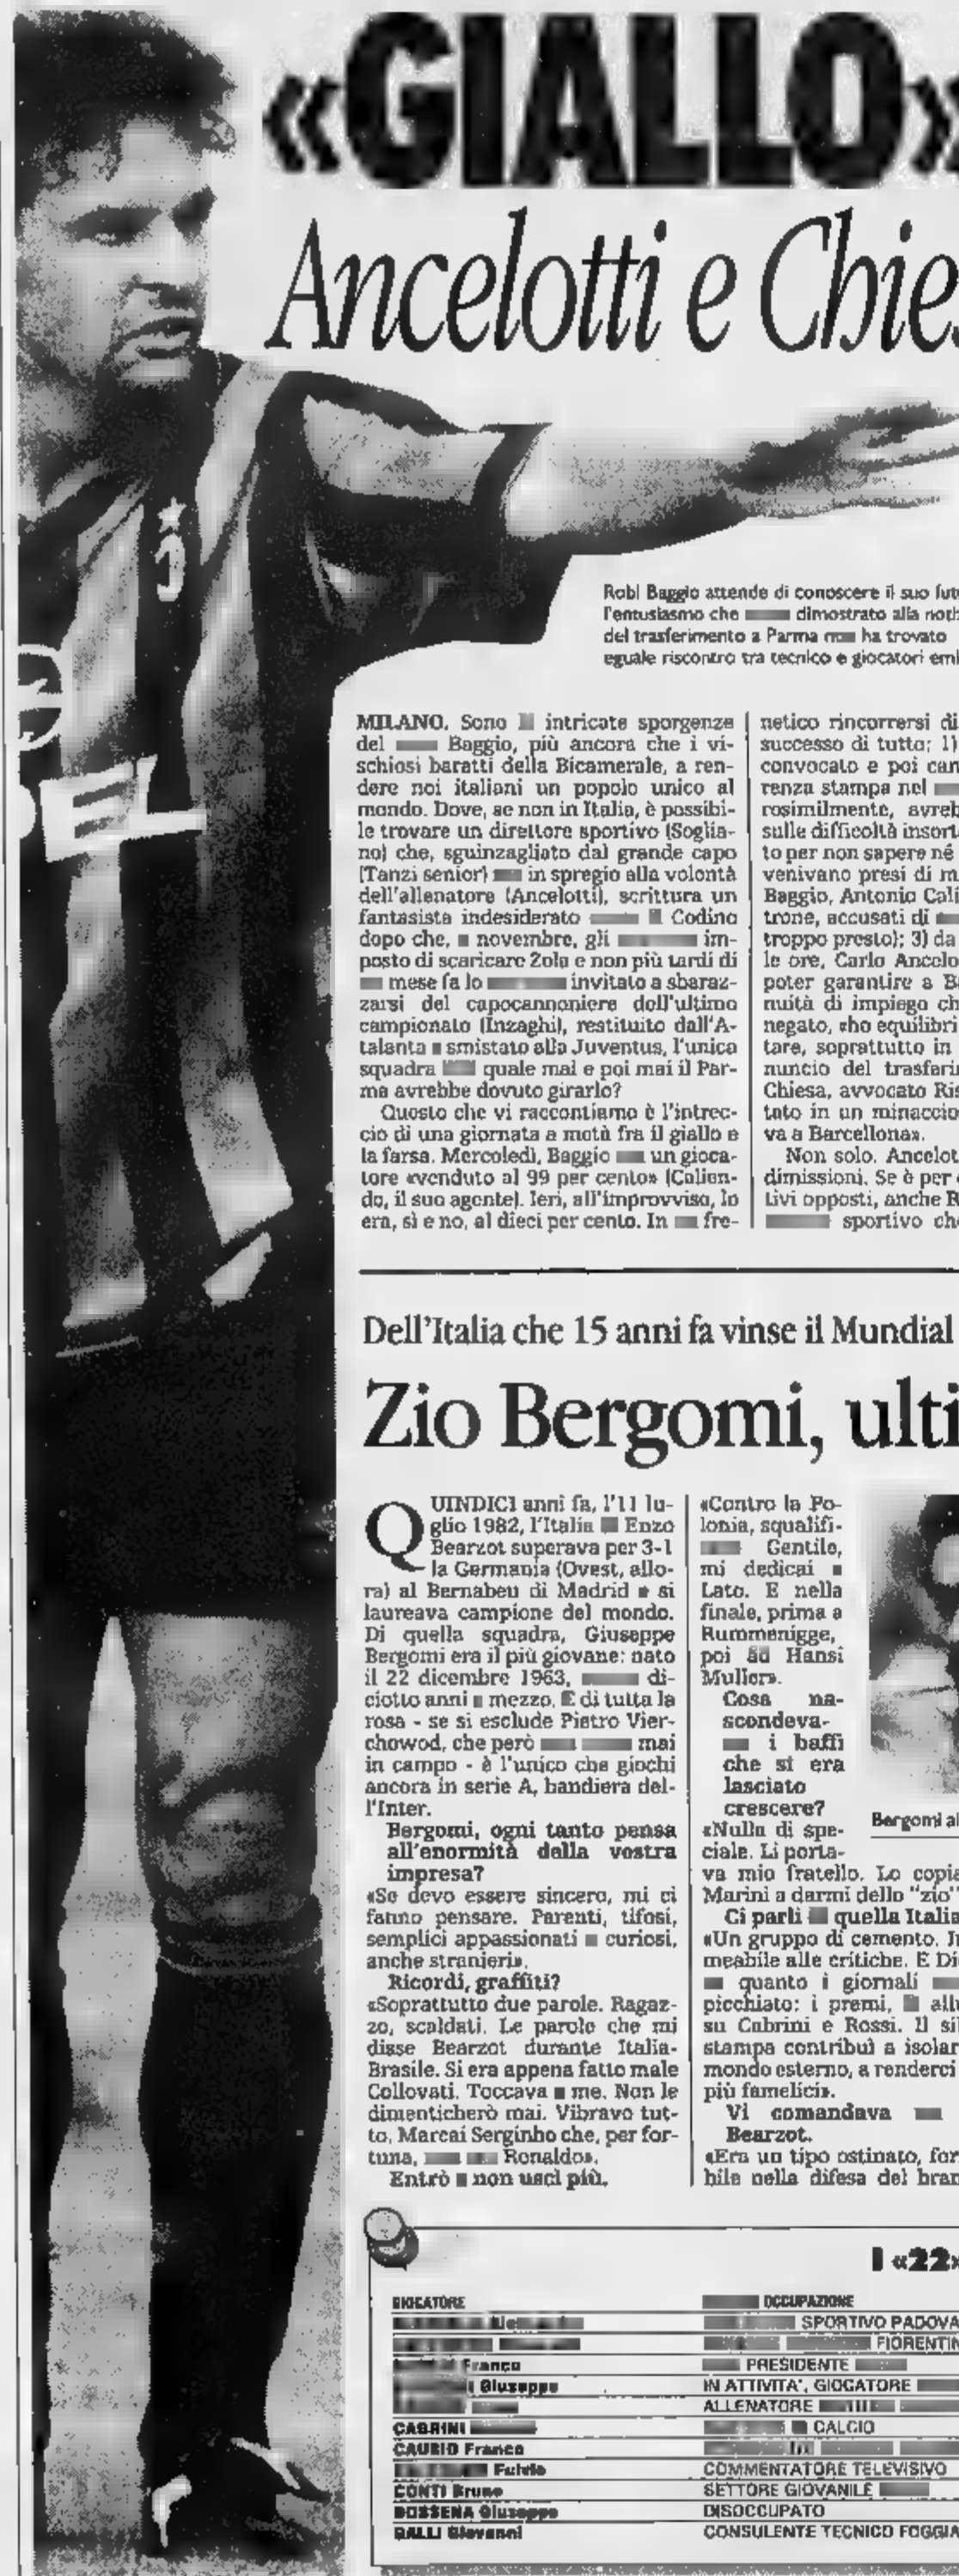 «GIALLO»
Ancelotti e Chie
Robi Baggio attende di conoscere il suo fut
l'entusiasmo che dimostrato alla noti
del trasferimento a Parma non ha trovato
eguale riscontro tra tecnico e giocatori emi
MILANO. Sono intricate sporgenze
del Baggio, più ancora che i vi-
schiosi baratti della Bicamerale, a ren-
dere noi italiani un popolo unico al
mondo. Dove, se non in Italia, è possibi-
le trovare un direttore sportivo (Soglia-
no) che, sguinzagliato dal grande capo
(Tanzi senior) in spregio alla volontà
dell'allenatore (Ancelotti), scrittura un
fantasista indesiderato Codino
dopo che, novembre, gli im-
posto di scaricare Zola e non più tardi di
mese fa lo invitato a sbaraz-
zarsi del capocannoniere dell'ultimo
campionato (Inzaghi), restituito dall'A-
talanta smistato alla Juventus, l'unica
squadra quale mai e poi mai il Par-
ma avrebbe dovuto girarlo?
Questo che vi raccontiamo è l'intrec-
cio di una giornata a metà fra il giallo e
la farsa. Mercoledì, Baggio un gioca-
tore «venduto al 99 per cento» (Calien-
do, il suo agente). Ieri, all'improvviso, lo
era, sì e no, al dieci per cento. In fre-
netico rincorrersi di
successo di tutto: 1)
convocato e poi can
renza stampa nel
rosimilmente, avreb
sulle difficoltà insort
to per non sapere né
venivano presi di m
Baggio, Antonio Cali
trone, accusati di
troppo presto); 3) da
le ore, Carlo Ancelo
poter garantire a B
nuità di impiego ch
negato, «ho equilibri
tare, soprattutto in
nuncio del trasferi
Chiesa, avvocato Ris
tato in un minaccio
va a Barcellona».
Non solo. Ancelot
dimissioni. Se è per
tivi opposti, anche R
sportivo ch
Dell'Italia che 15 anni fa vinse il Mundial
Zio Bergomi, ulti
QUINDICI anni fa, l'11 lu-
glio 1982, l'Italia Enzo
Bearzot superava per 3-1
la Germania (Ovest, allo-
ra) al Bernabeu di Madrid e si
laureava campione del mondo.
Di quella squadra, Giuseppe
Bergomi era il più giovane: nato
il 22 dicembre 1963, di-
ciotto anni mezzo. E di tutta la
rosa - se si esclude Pietro Vier-
chowod, che però mai
in campo - è l'unico che giochi
ancora in serie A, bandiera del-
l'Inter.
Bergomi, ogni tanto pensa
all'enormità della vostra
impresa?
«Se devo essere sincero, mi ci
fanno pensare. Parenti, tifosi,
semplici appassionati curiosi,
anche stranieri».
Ricordi, graffiti?
«Soprattutto due parole. Ragaz-
zo, scaldati. Le parole che mi
disse Bearzot durante Italia-
Brasile. Si era appena fatto male
Collovati. Toccava a me. Non le
dimenticherò mai. Vibravo tut-
to. Marcai Serginho che, per for-
tuna, Ronaldo».
Entrò non uscì più.
«Contro la Po-
lonia, squalifi-
Gentile,
mi dedicai
Lato. E nella
finale, prima a
Rummenigge,
poi ad Hansi
Muller».
Cosa na-
scondeva-
i baffi
che si era
lasciato
crescere?
«Nulla di spe-
ciale. Li porta-
va mio fratello. Lo copia
Marini a darmi dello "zio"
Ci parli quella Italia
«Un gruppo di cemento. I
meabile alle critiche. E Di
quanto i giornali
picchiato: i premi, all
su Cabrini e Rossi. Il sil
stampa contribuì a isolar
mondo esterno, a renderci
più famelici».
Vi comandava
Bearzot.
«Era un tipo ostinato, for
bile nella difesa del bran
Bergomi al
I «22»
GIOCATORE OCCUPAZIONE
SPORTIVO PADOVA
FIORENTIN
Franco PRESIDENTE
Giuseppe IN ATTIVITA', GIOCATORE
ALLENATORE
CABRINI CALCIO
CAUSIO Franco
Fulvio COMMENTATORE TELEVISIVO
CONTI Bruno SETTORE GIOVANILE
DOSSENA Giuseppe DISOCCUPATO
GALLI Giovanni CONSULENTE TECNICO FOGGIA